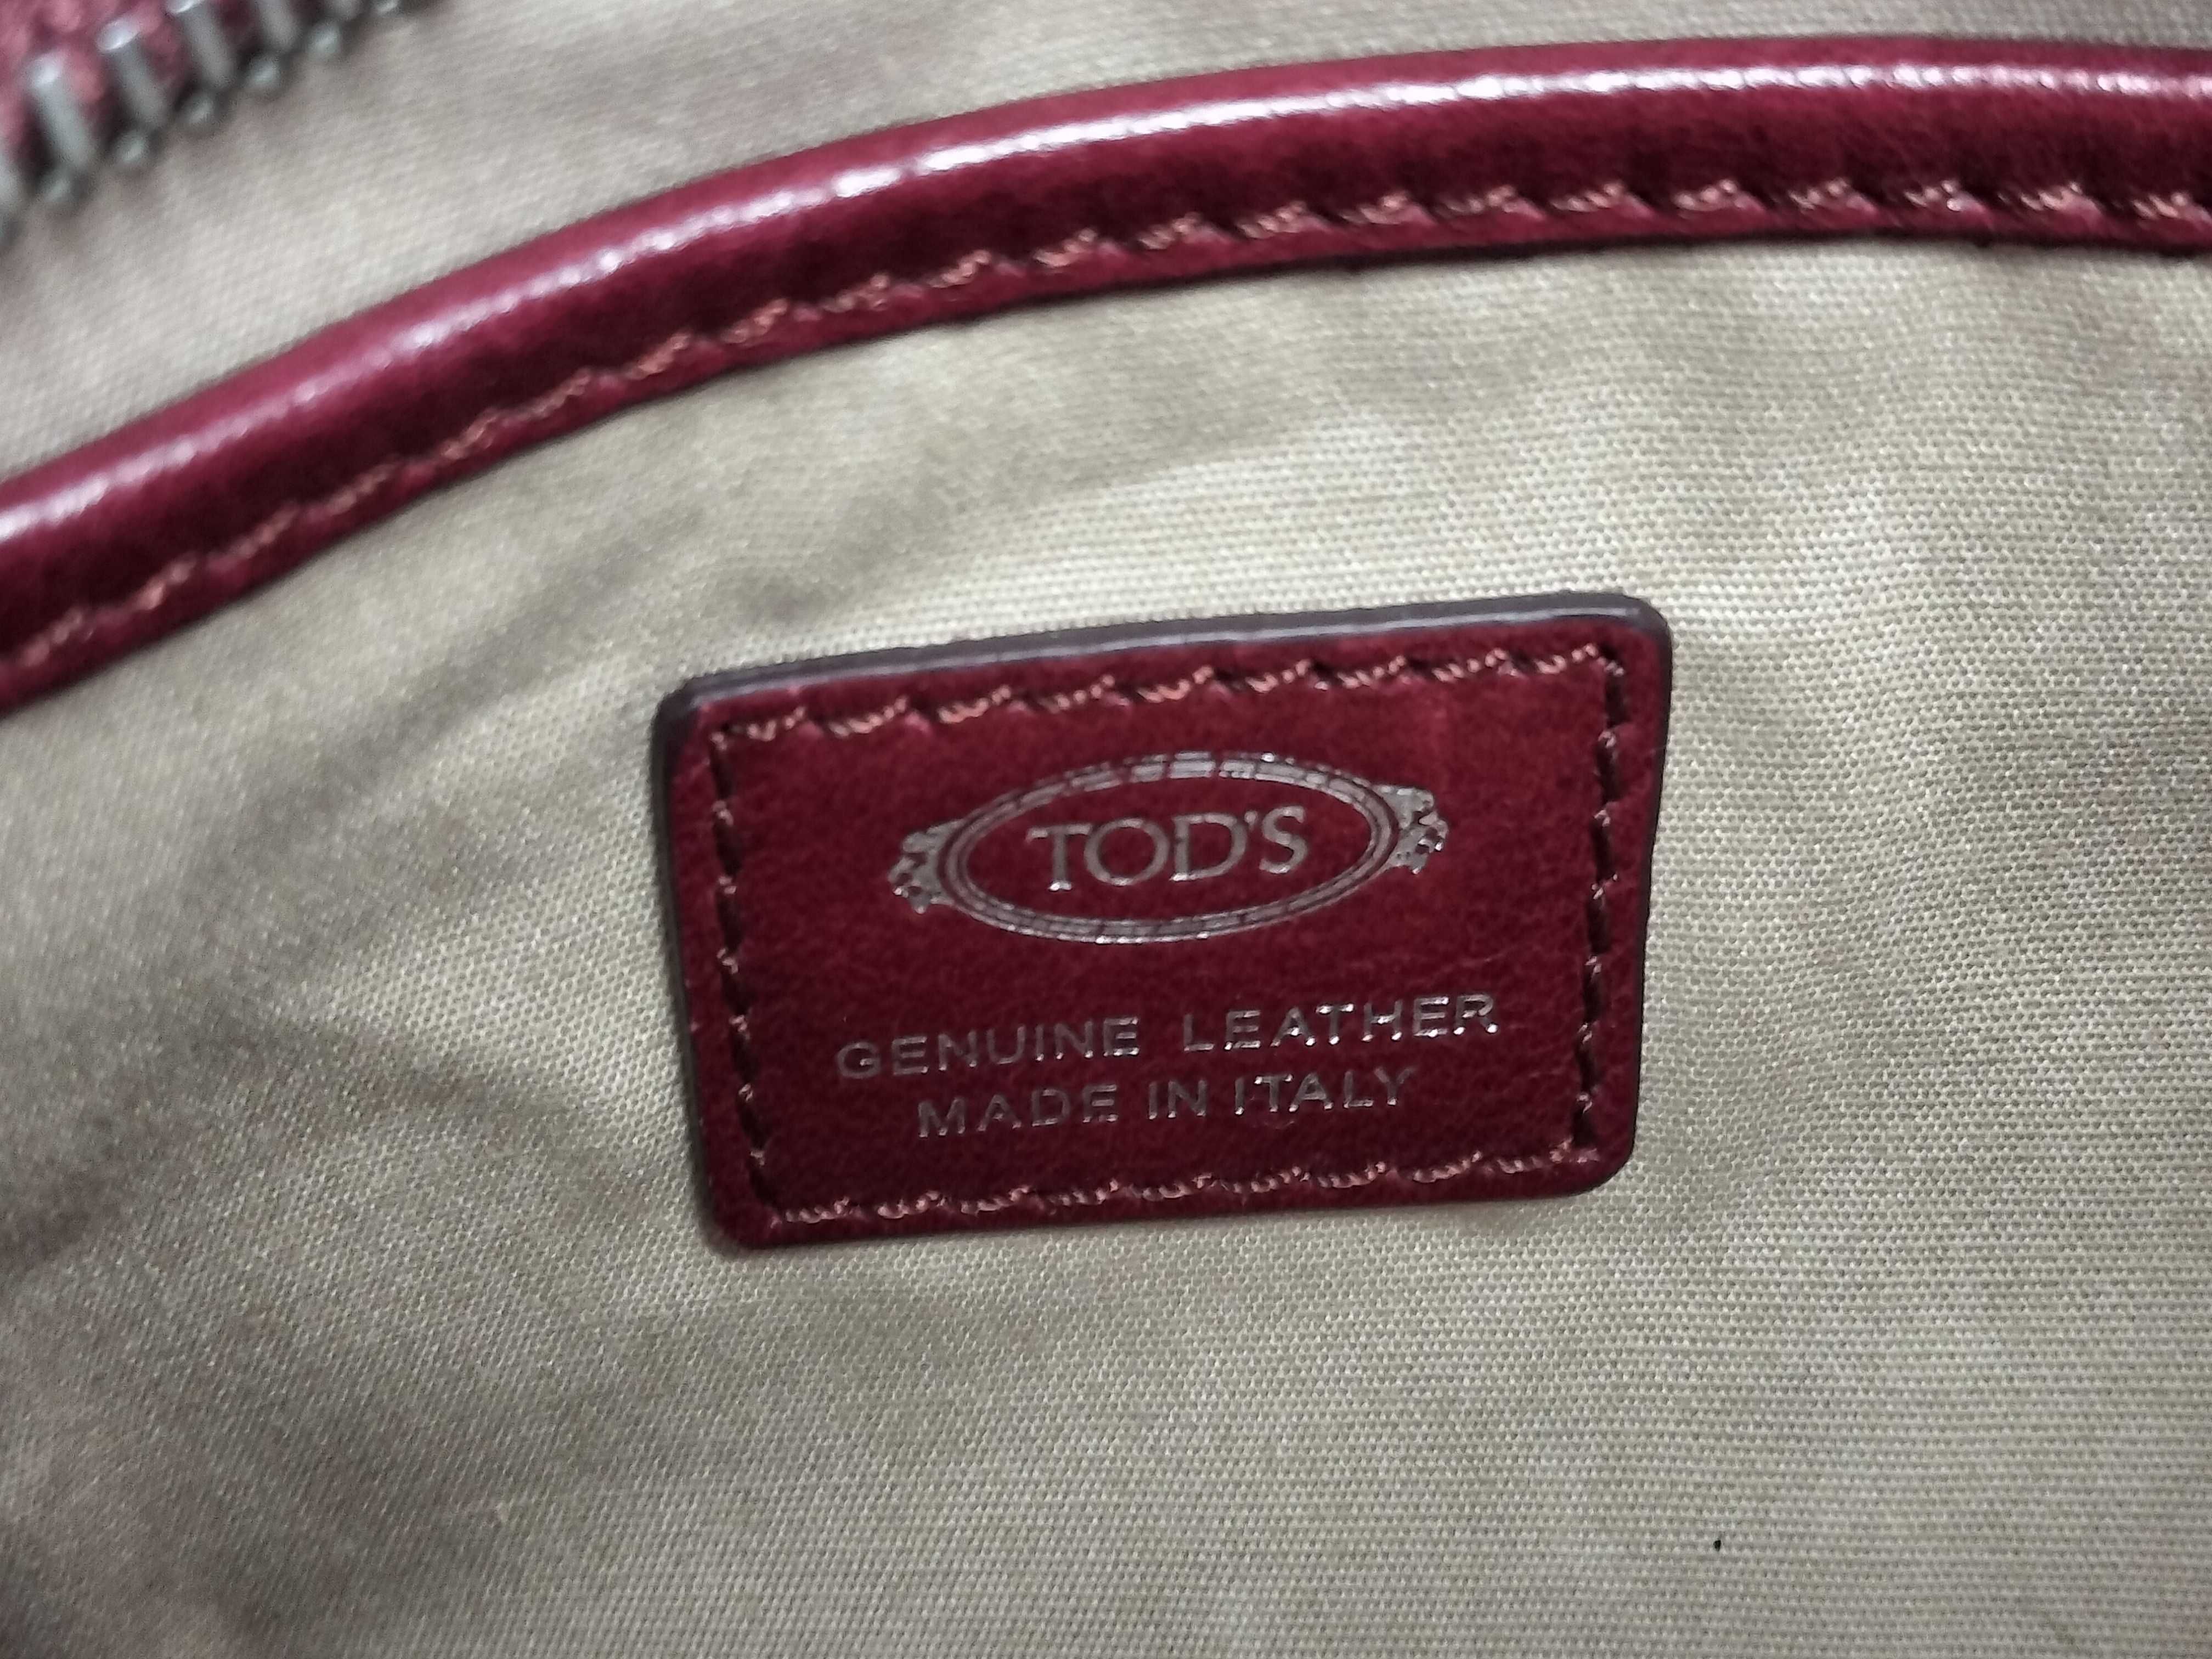 TOD'S
GENUINE LEATHER
MADE IN ITALY